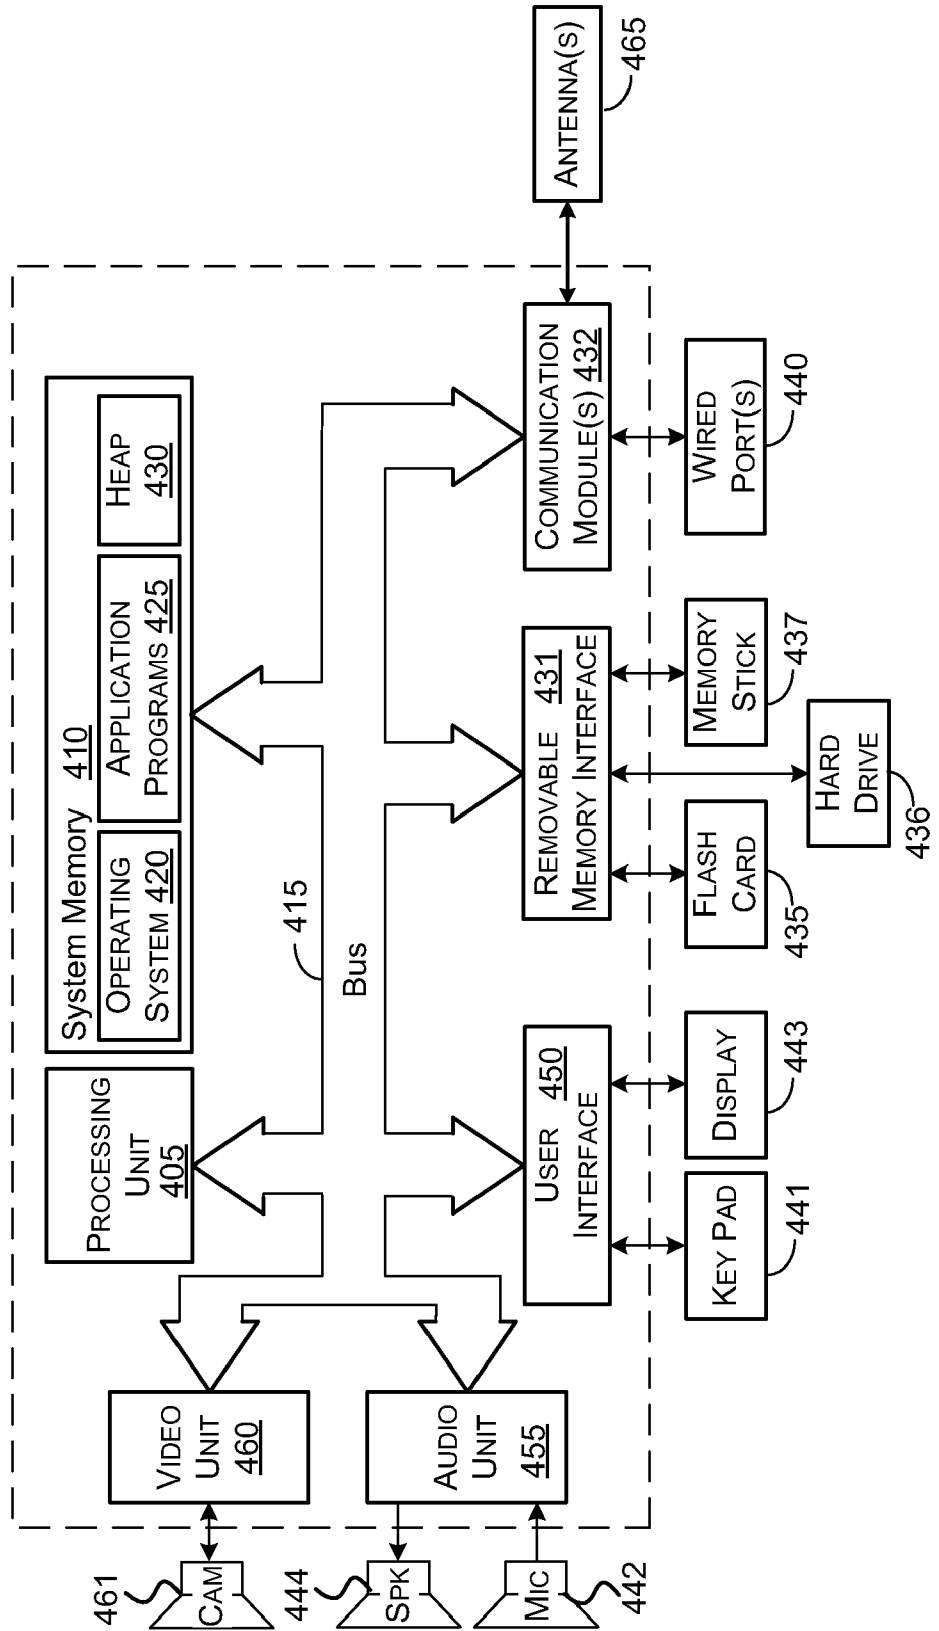 System Memory 410
PROCESSING
UNIT 405
OPERATING
SYSTEM 420
APPLICATION
PROGRAMS 425
HEAP
430
415
Bus
VIDEO
UNIT
460
AUDIO
UNIT
455
461
CAM
444
SPK
MIC
442
USER 450
INTERFACE
REMOVABLE 431
MEMORY INTERFACE
COMMUNICATION
MODULE(S) 432
ANTENNA(S)
465
KEY PAD
441
DISPLAY
443
FLASH
CARD
435
HARD
DRIVE
436
MEMORY
STICK
437
WIRED
PORT(S)
440